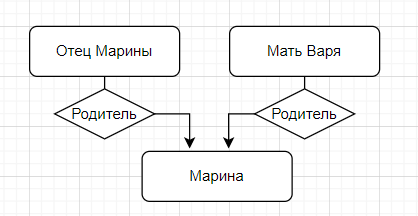 Отец Марины
Мать Варя
Родитель
Родитель
Марина